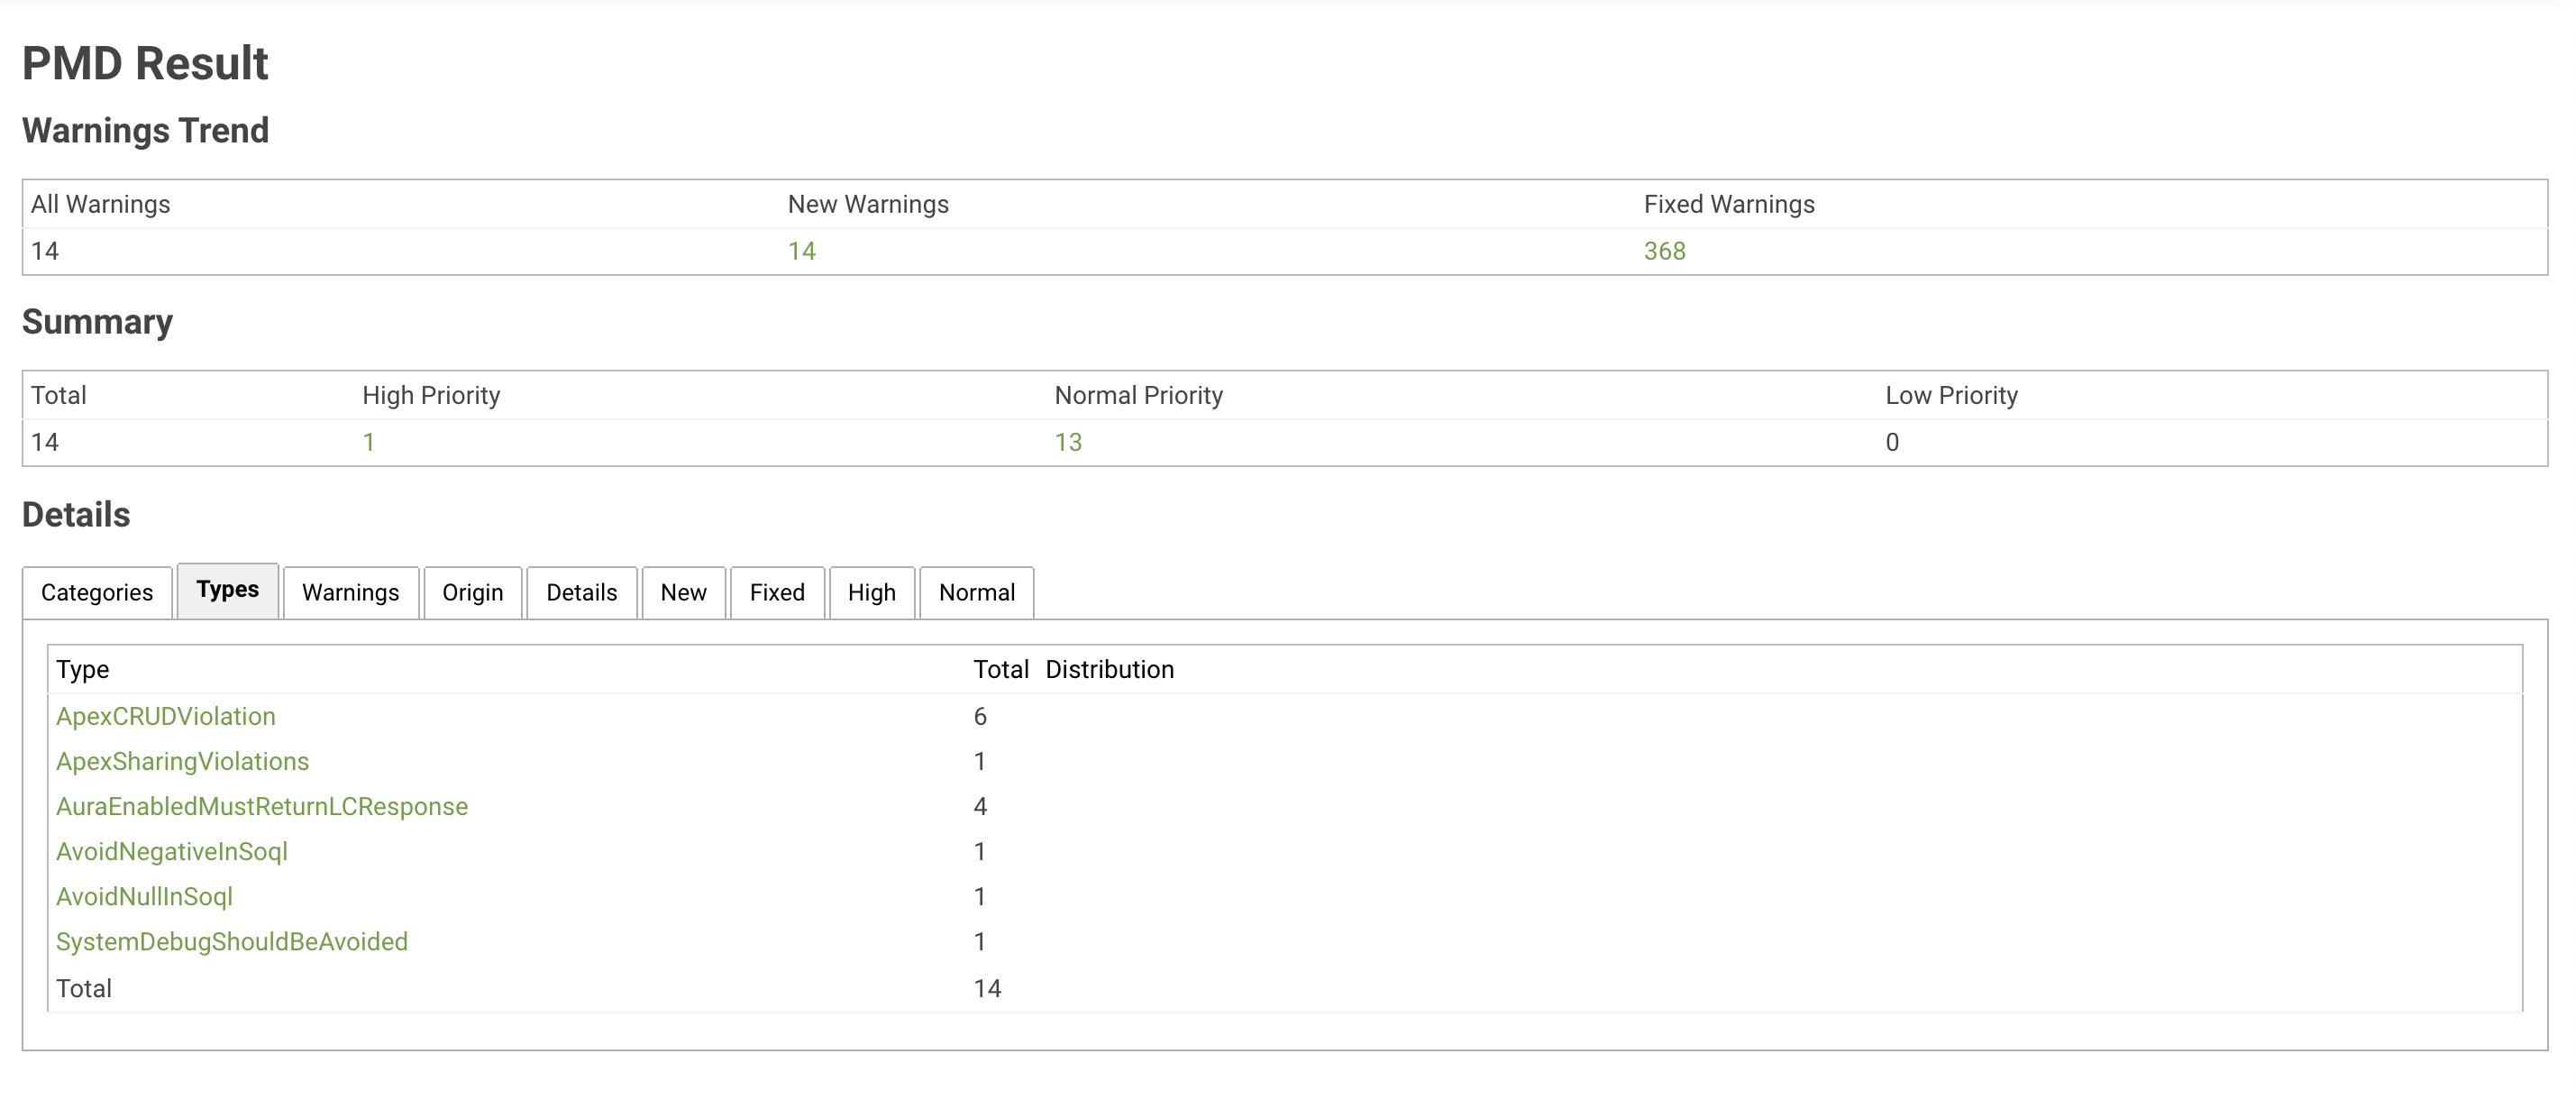 PMD Result
Warnings Trend
All Warnings New Warnings Fixed Warnings
14 14 368
Summary
Total High Priority Normal Priority Low Priority
14 1 13 0
Details
Categories Types Warnings Origin Details New Fixed High Normal
Type Total Distribution
ApexCRUDViolation 6
ApexSharingViolations 1
AuraEnabledMustReturnLCResponse 4
AvoidNegativeInSoql 1
AvoidNullInSoql 1
SystemDebugShouldBeAvoided 1
Total 14